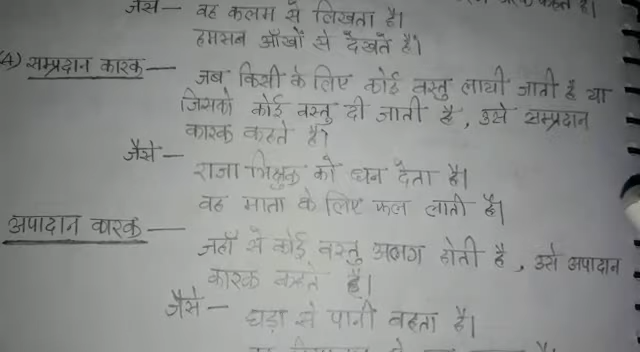 जैसे — वह कलम से लिखता है।
हमसब आँखों से देखते है।
(4) सम्प्रदान कारक — जब किसी के लिए कोई वस्तु लायी जाती है या
जिसको कोई वस्तु दी जाती है, उसे सम्प्रदान
कारक कहते है।
जैसे — राजा भिक्षुक को धन देता है।
वह माता के लिए फल लाती है।
अपादान कारक — जहाँ से कोई वस्तु अलग होती है, उसे अपादान
कारक कहते है।
जैसे — घड़ा से पानी बहता है।